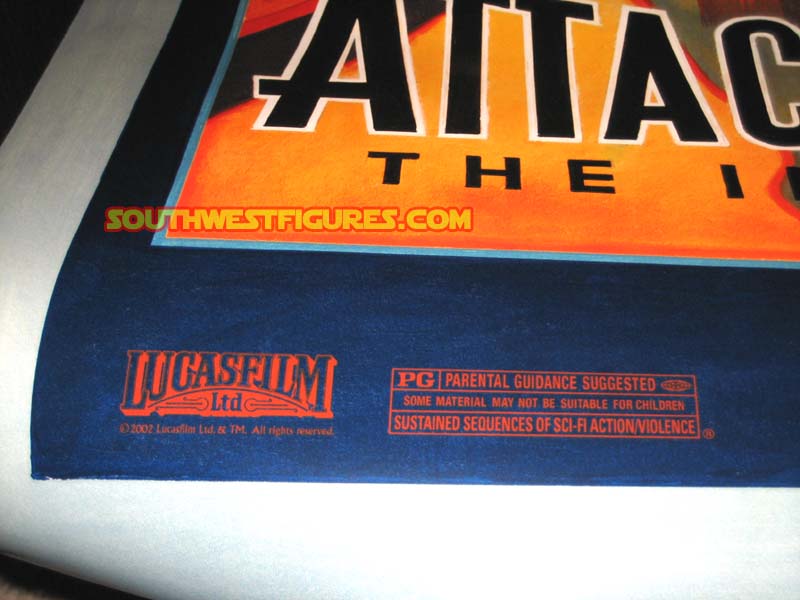 ATTAC
THE I
SOUTHWESTFIGURES.COM
LUCASFILM
Ltd
©2002 Lucasfilm Ltd. & TM. All rights reserved.
PG PARENTAL GUIDANCE SUGGESTED
SOME MATERIAL MAY NOT BE SUITABLE FOR CHILDREN
SUSTAINED SEQUENCES OF SCI-FI ACTION/VIOLENCE ®